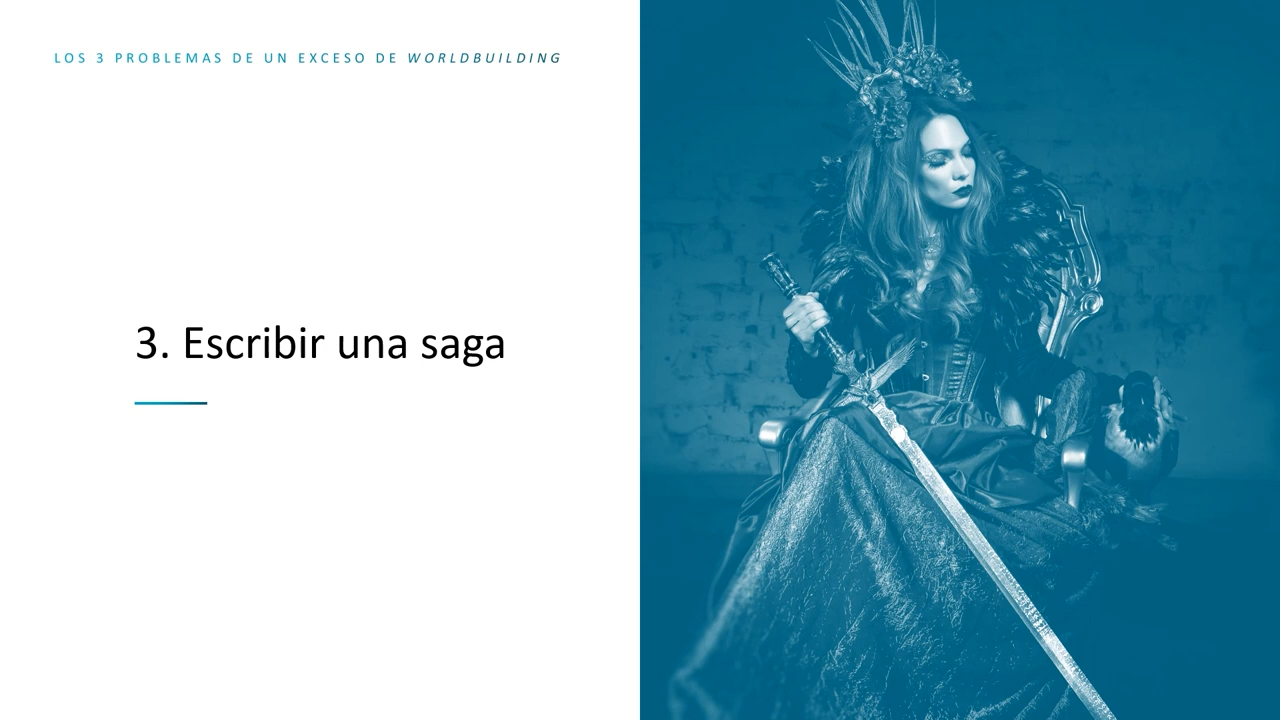 LOS 3 PROBLEMAS DE UN EXCESO DE WORLDBUILDING
3. Escribir una saga